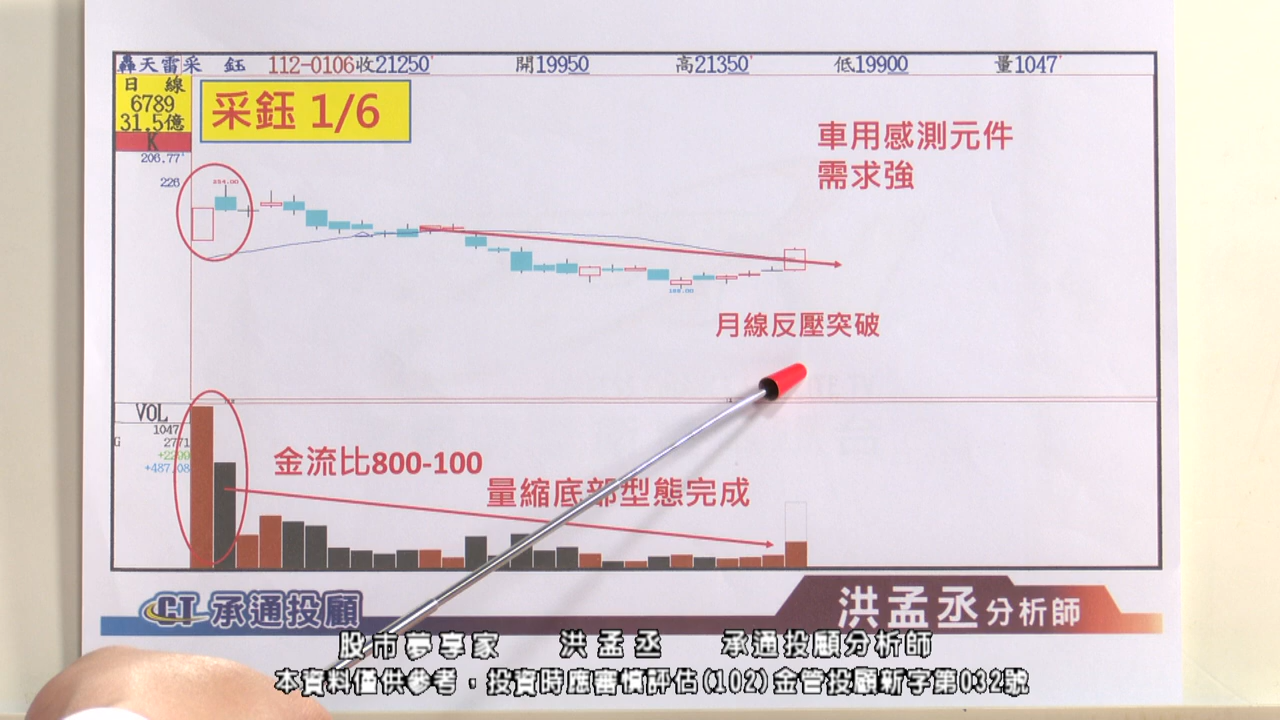 轟天雷采 鈺 112-0106收21250' 開19950 高21350' 低19900 量1047'
日 線
6789
31.5億
K
采鈺 1/6
206.77'
226
234.00
車用感測元件
需求強
月線反壓突破
VOL
1047
G 2771
+487.08
金流比800-100
量縮底部型態完成
CT 承通投顧
洪孟丞分析師
股市夢享家 洪孟丞 承通投顧分析師
本資料僅供參考,投資時應審慎評估(102)金管投顧新字第032號